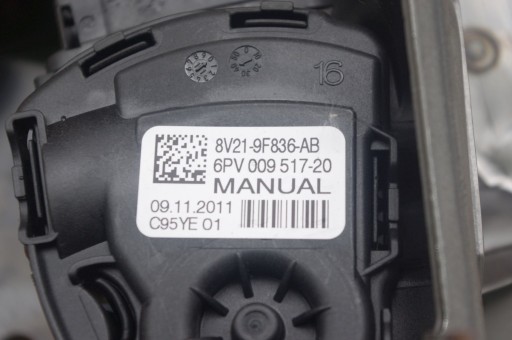 16
8V21-9F836-AB
6PV 009 517-20
MANUAL
09.11.2011
C95YE 01